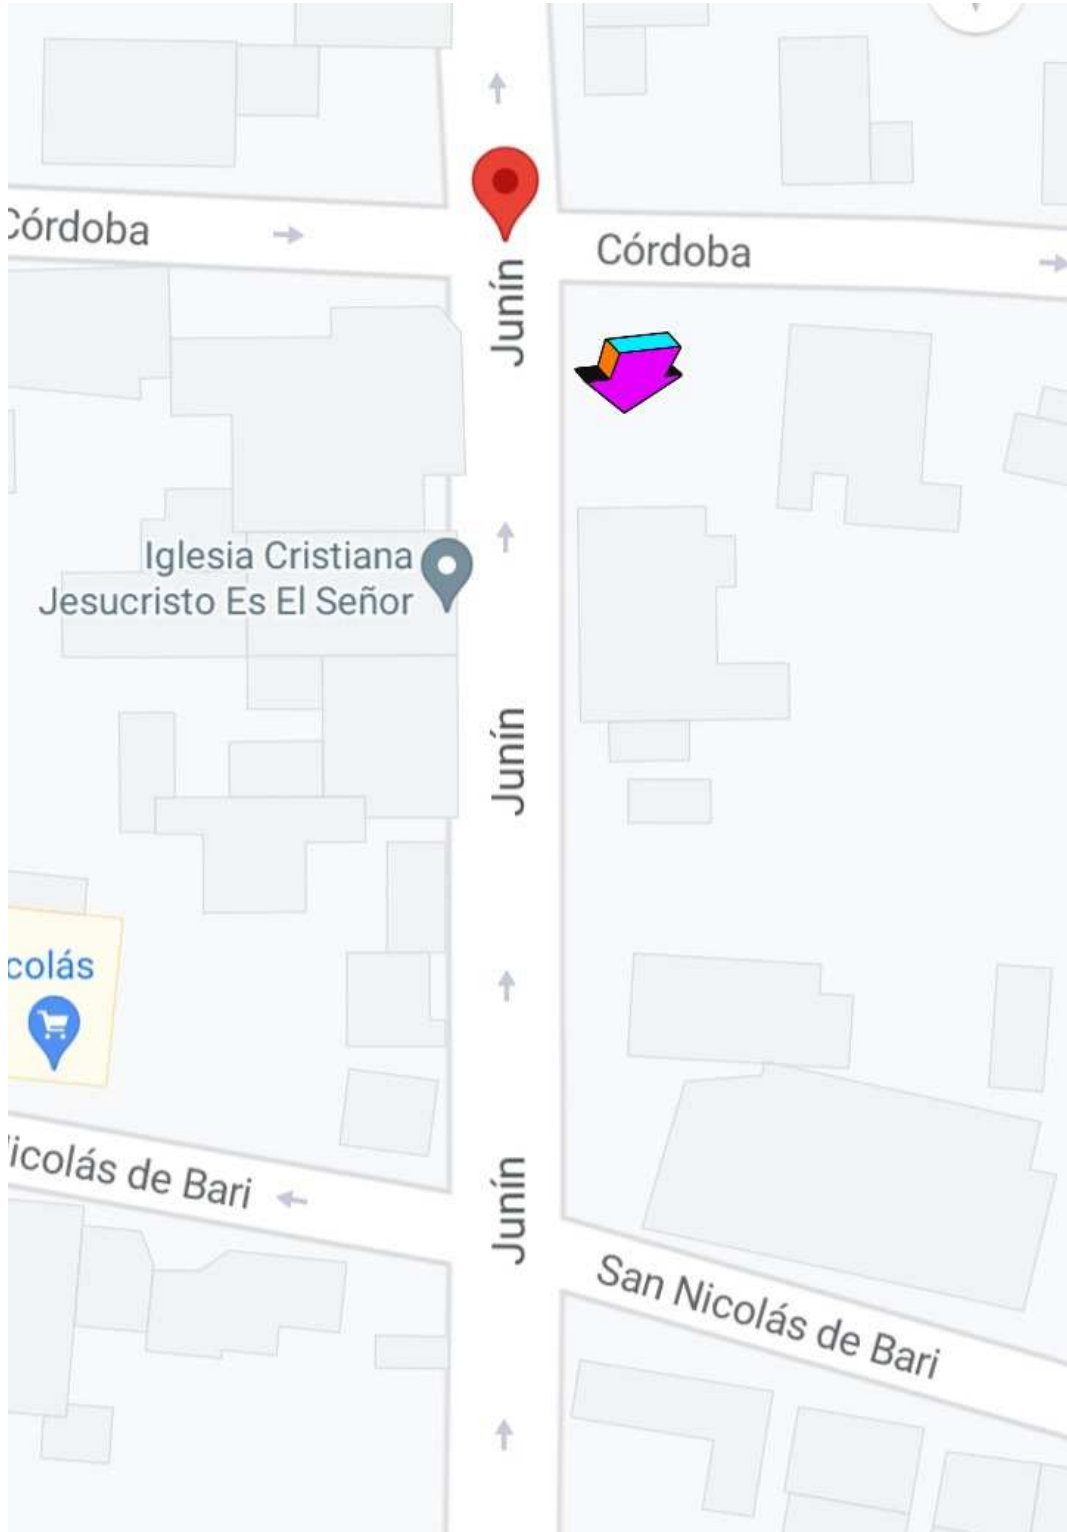 Córdoba
Córdoba
Junín
Iglesia Cristiana
Jesucristo Es El Señor
Junín
colás
icolás de Bari
Junín
San Nicolás de Bari